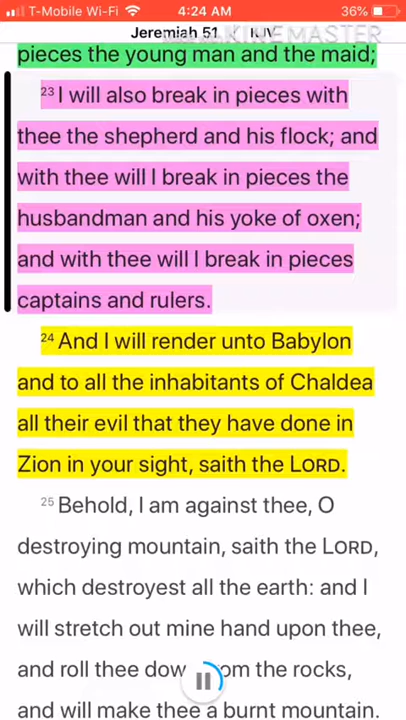 T-Mobile Wi-Fi 4:24 AM 36%
Jeremiah 51 KJV
KINEMASTER
pieces the young man and the maid;
23 I will also break in pieces with
thee the shepherd and his flock; and
with thee will I break in pieces the
husbandman and his yoke of oxen;
and with thee will I break in pieces
captains and rulers.
24 And I will render unto Babylon
and to all the inhabitants of Chaldea
all their evil that they have done in
Zion in your sight, saith the LORD.
25 Behold, I am against thee, O
destroying mountain, saith the LORD,
which destroyest all the earth: and I
will stretch out mine hand upon thee,
and roll thee the rocks,
and will make thee a burnt mountain.